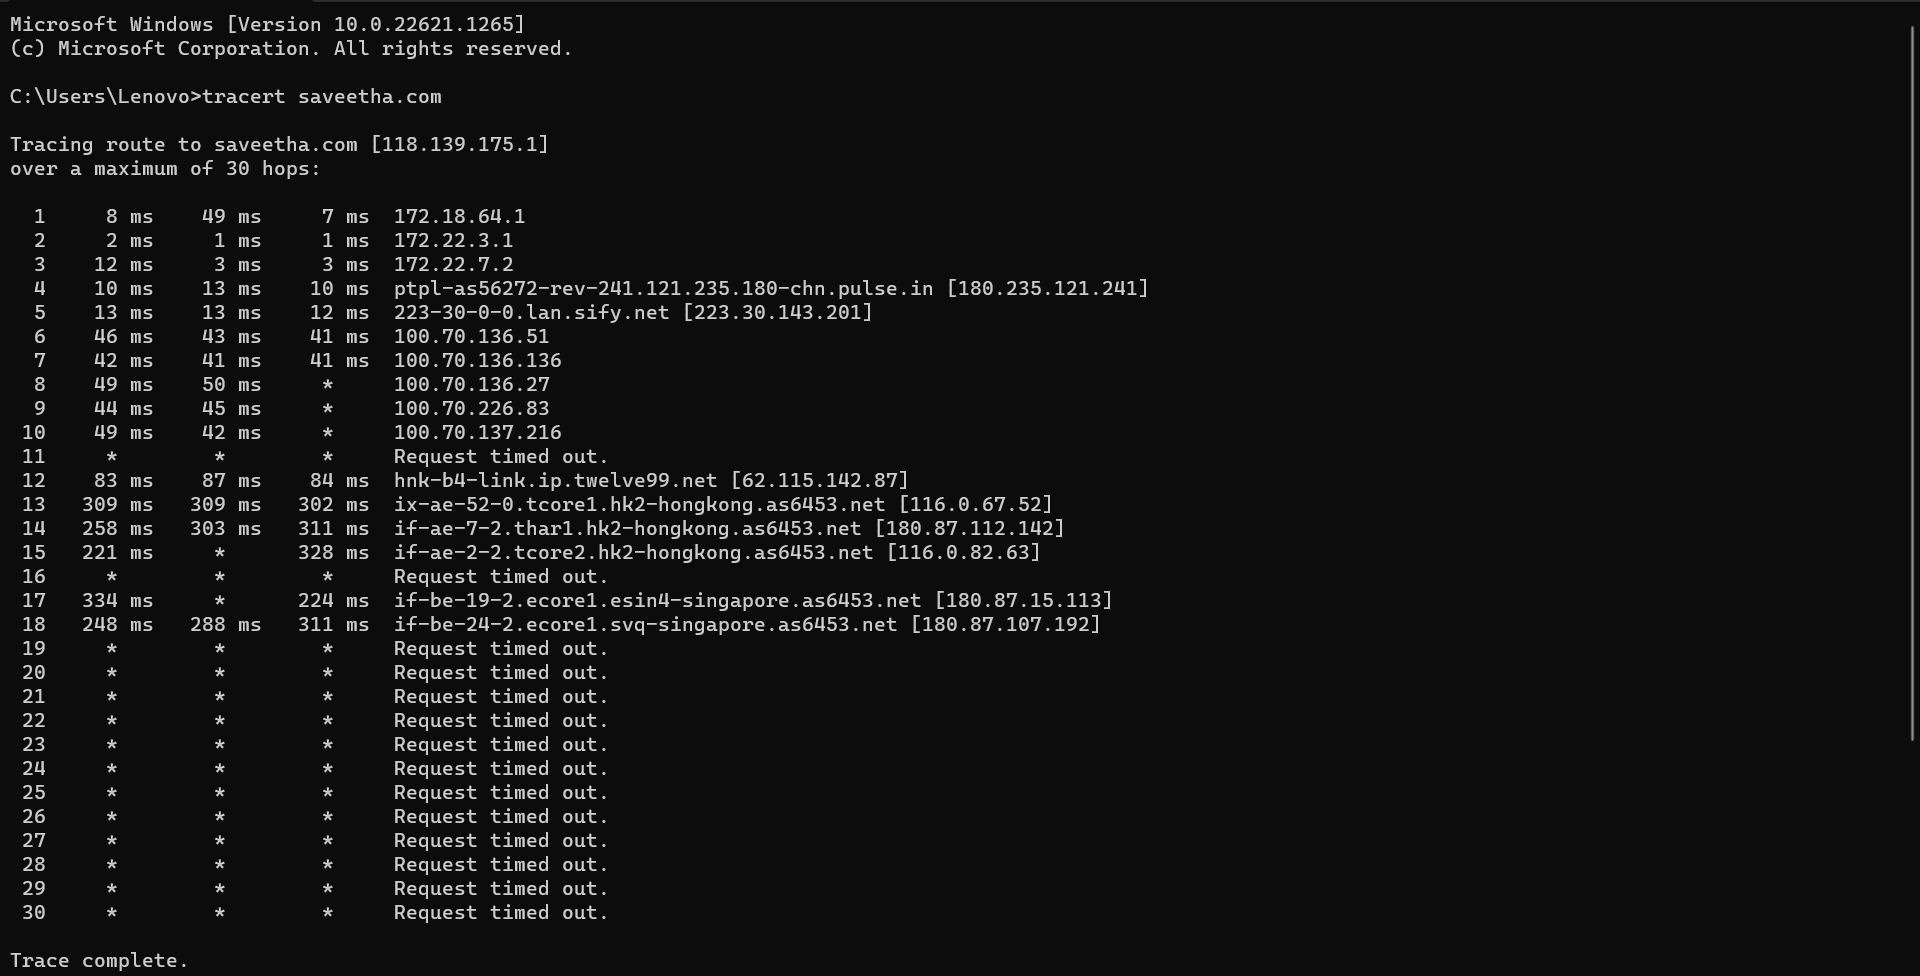 Microsoft Windows [Version 10.0.22621.1265]
(c) Microsoft Corporation. All rights reserved.

C:\Users\Lenovo>tracert saveetha.com

Tracing route to saveetha.com [118.139.175.1]
over a maximum of 30 hops:

  1     8 ms    49 ms     7 ms  172.18.64.1
  2     2 ms     1 ms     1 ms  172.22.3.1
  3    12 ms     3 ms     3 ms  172.22.7.2
  4    10 ms    13 ms    10 ms  ptpl-as56272-rev-241.121.235.180-chn.pulse.in [180.235.121.241]
  5    13 ms    13 ms    12 ms  223-30-0-0.lan.sify.net [223.30.143.201]
  6    46 ms    43 ms    41 ms  100.70.136.51
  7    42 ms    41 ms    41 ms  100.70.136.136
  8    49 ms    50 ms     *     100.70.136.27
  9    44 ms    45 ms     *     100.70.226.83
 10    49 ms    42 ms     *     100.70.137.216
 11     *        *        *     Request timed out.
 12    83 ms    87 ms    84 ms  hnk-b4-link.ip.twelve99.net [62.115.142.87]
 13   309 ms   309 ms   302 ms  ix-ae-52-0.tcore1.hk2-hongkong.as6453.net [116.0.67.52]
 14   258 ms   303 ms   311 ms  if-ae-7-2.thar1.hk2-hongkong.as6453.net [180.87.112.142]
 15   221 ms     *      328 ms  if-ae-2-2.tcore2.hk2-hongkong.as6453.net [116.0.82.63]
 16     *        *        *     Request timed out.
 17   334 ms     *      224 ms  if-be-19-2.ecore1.esin4-singapore.as6453.net [180.87.15.113]
 18   248 ms   288 ms   311 ms  if-be-24-2.ecore1.svq-singapore.as6453.net [180.87.107.192]
 19     *        *        *     Request timed out.
 20     *        *        *     Request timed out.
 21     *        *        *     Request timed out.
 22     *        *        *     Request timed out.
 23     *        *        *     Request timed out.
 24     *        *        *     Request timed out.
 25     *        *        *     Request timed out.
 26     *        *        *     Request timed out.
 27     *        *        *     Request timed out.
 28     *        *        *     Request timed out.
 29     *        *        *     Request timed out.
 30     *        *        *     Request timed out.

Trace complete.